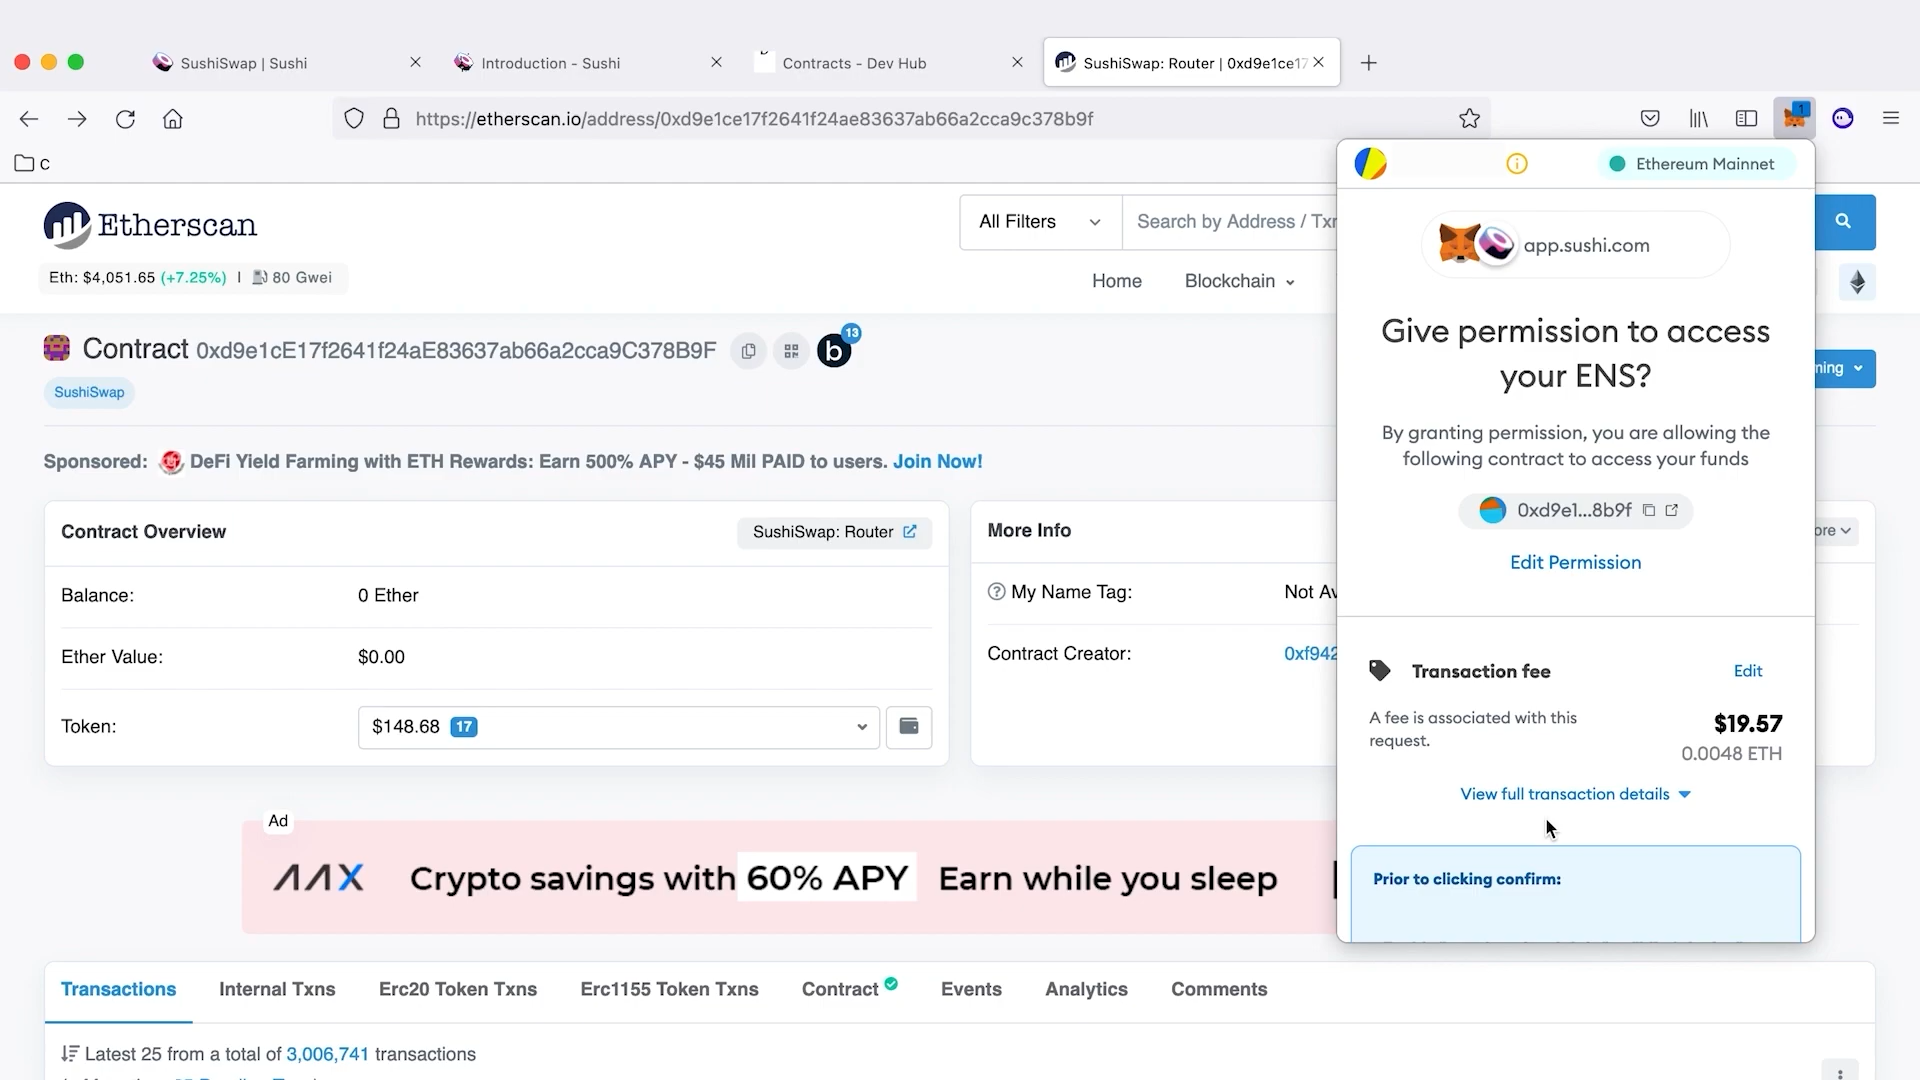 SushiSwap | Sushi
Introduction - Sushi
Contracts - Dev Hub
SushiSwap: Router | 0xd9e1ce17
https://etherscan.io/address/0xd9e1ce17f2641f24ae83637ab66a2cca9c378b9f
1
C
Etherscan
All Filters
Search by Address / Txn
Eth: $4,051.65 (+7.25%) | 80 Gwei
Home
Blockchain
Contract 0xd9e1cE17f2641f24aE83637ab66a2cca9C378B9F
b
13
SushiSwap
Sponsored: DeFi Yield Farming with ETH Rewards: Earn 500% APY - $45 Mil PAID to users. Join Now!
Contract Overview
SushiSwap: Router
Balance:
0 Ether
Ether Value:
$0.00
Token:
$148.68 17
More Info
My Name Tag:
Not Av
Contract Creator:
0xf942
Ad
AAX
Crypto savings with 60% APY Earn while you sleep
Transactions
Internal Txns
Erc20 Token Txns
Erc1155 Token Txns
Contract
Events
Analytics
Comments
Latest 25 from a total of 3,006,741 transactions
Ethereum Mainnet
app.sushi.com
Give permission to access
your ENS?
By granting permission, you are allowing the
following contract to access your funds
0xd9e1...8b9f
Edit Permission
Transaction fee
Edit
A fee is associated with this
request.
$19.57
0.0048 ETH
View full transaction details
Prior to clicking confirm: